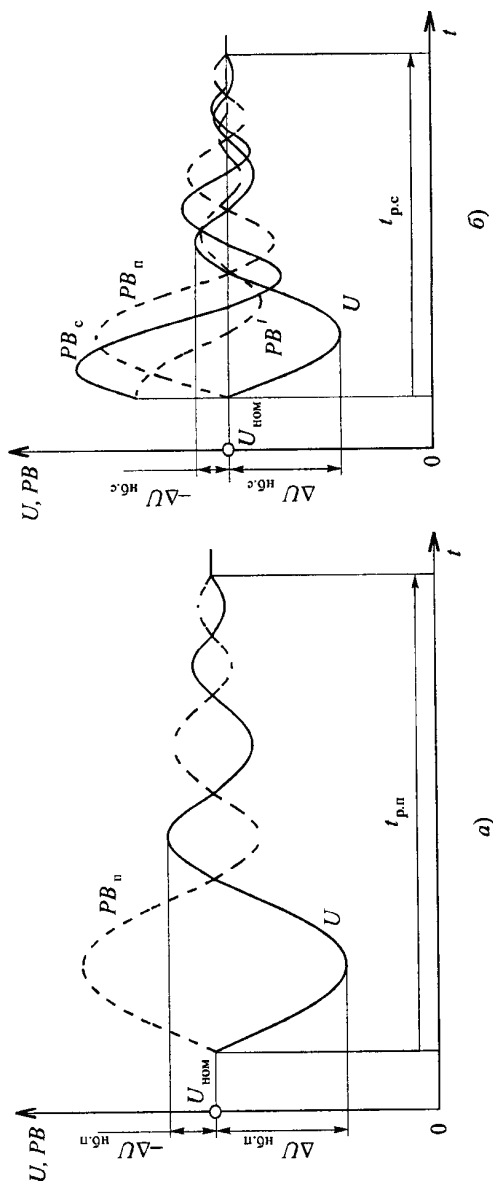 U, PB
−ΔU нб.п
ΔU нб.п
U ном
PB п
U
t р.п
0
t
а)
U, PB
−ΔU нб.с
ΔU нб.с
U ном
PB с
PB п
PB'
U
t р.с
0
t
б)